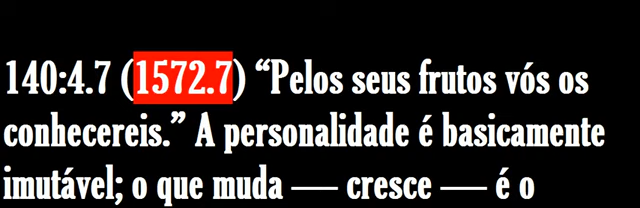 140:4.7 (1572.7) “Pelos seus frutos vós os
conhecereis.” A personalidade é basicamente
imutável; o que muda — cresce — é o